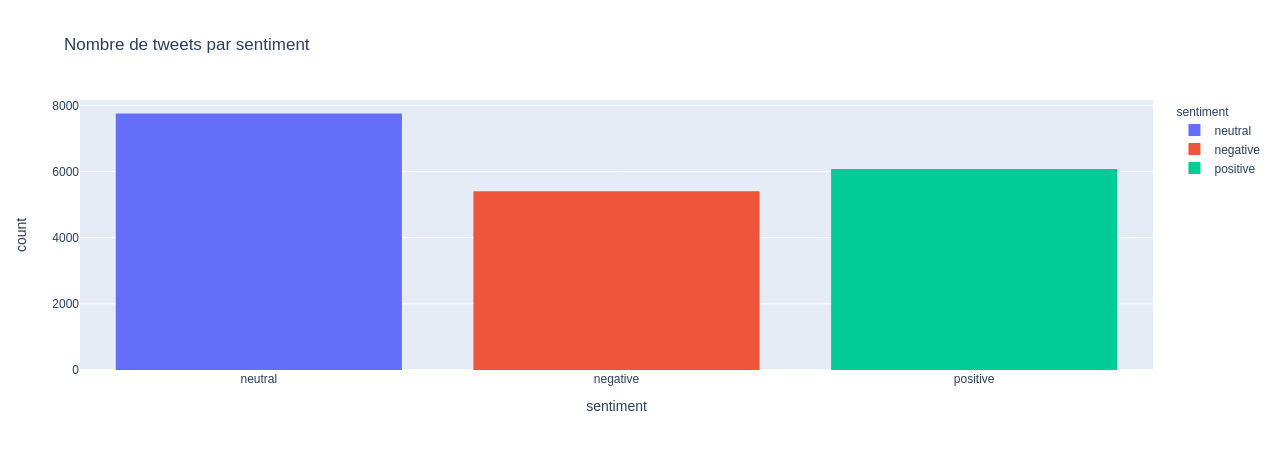 Nombre de tweets par sentiment
8000
6000
4000
2000
0
count
neutral
negative
positive
sentiment
sentiment
neutral
negative
positive